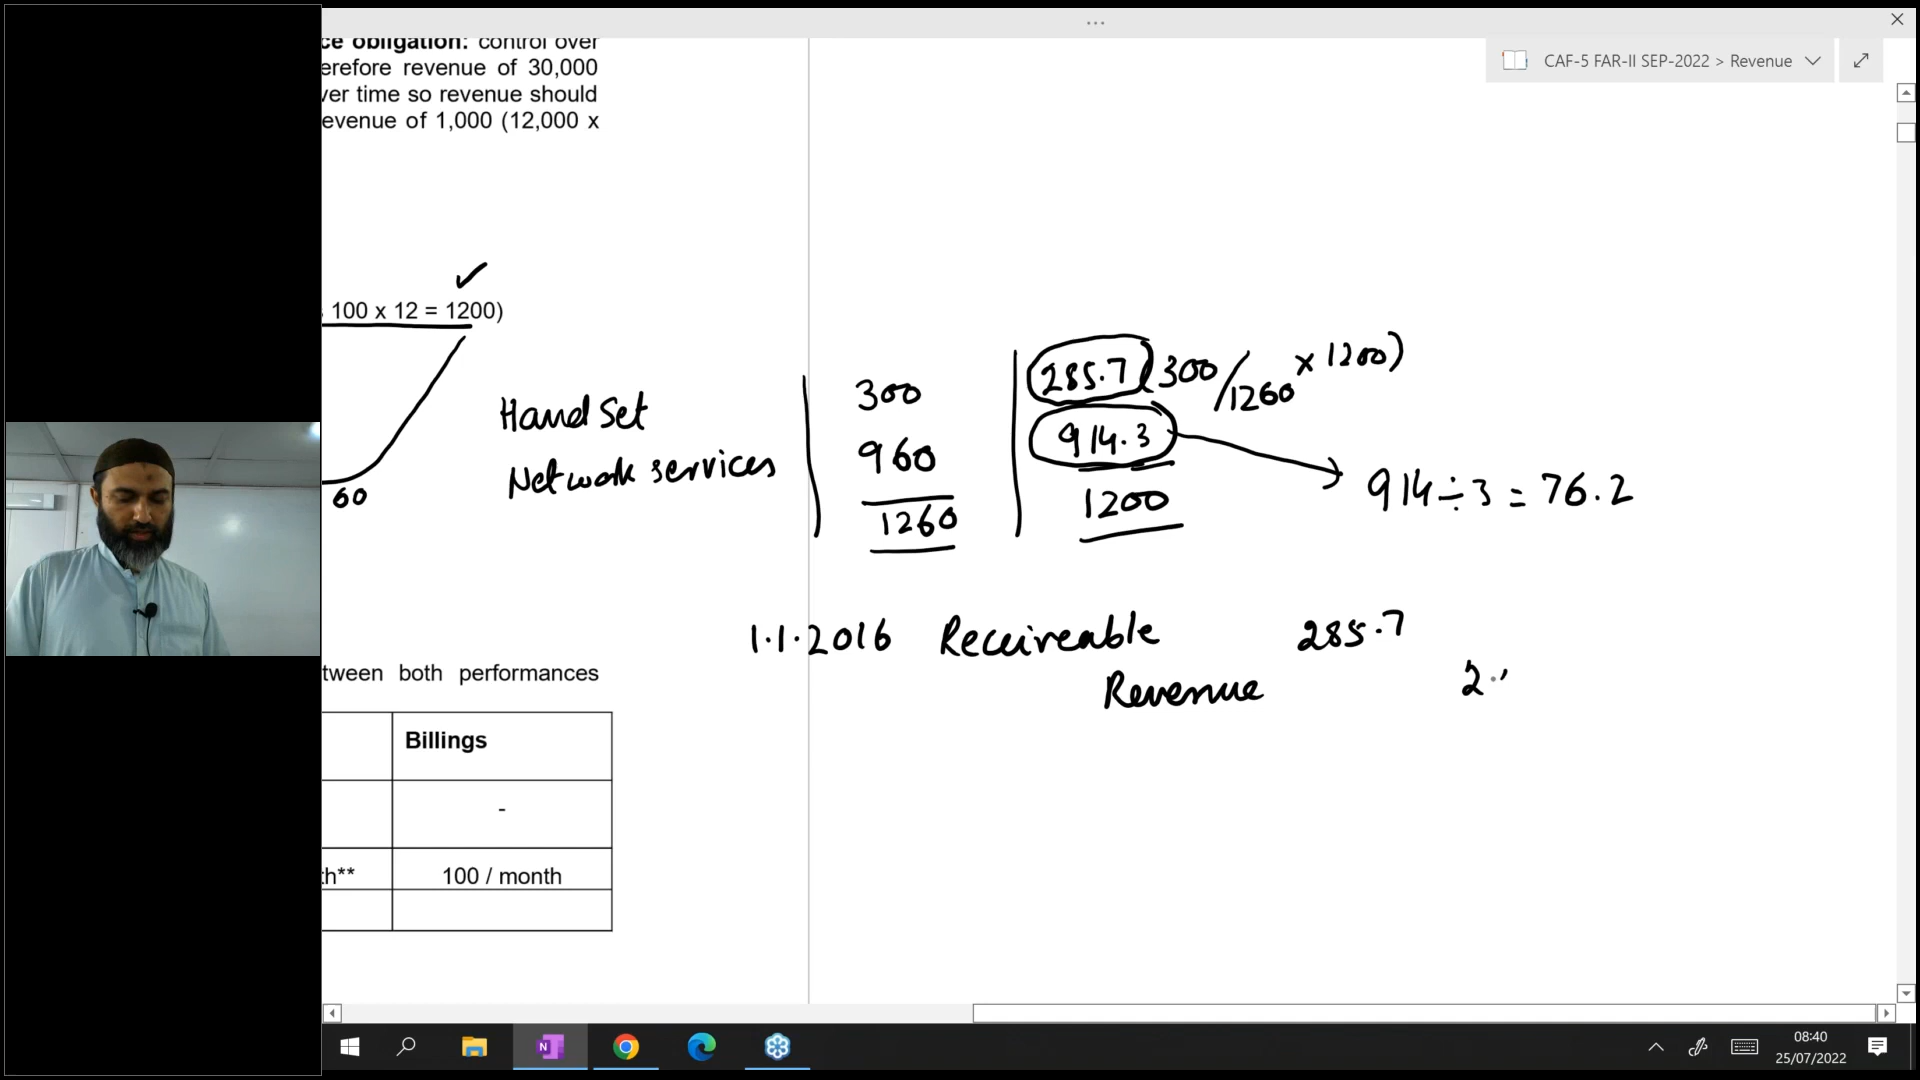 CAF-5 FAR-II SEP-2022 > Revenue
ce obligation: control over
erefore revenue of 30,000
ver time so revenue should
evenue of 1,000 (12,000 x
100 x 12 = 1200)
60
Hand Set 300 285.7 (300/1260 x 1200)
Network services 960 914.3
1260 1200
914 ÷ 3 = 76.2
1.1.2016 Receiveable 285.7
Revenue 2
tween both performances
Billings
-
th** 100 / month
08:40
25/07/2022